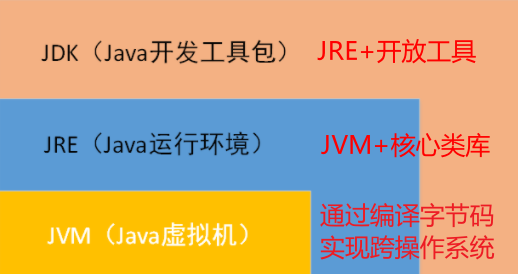 JDK（Java开发工具包） JRE+开放工具
JRE（Java运行环境） JVM+核心类库
JVM（Java虚拟机） 通过编译字节码
实现跨操作系统